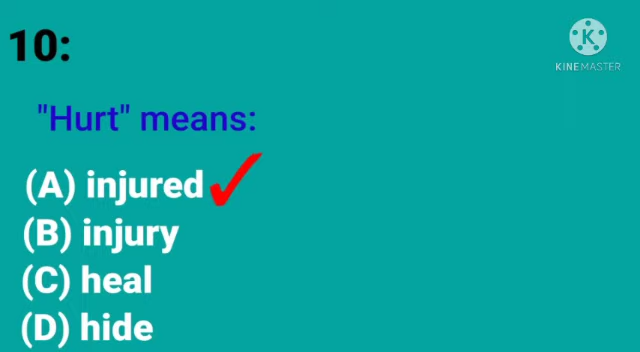 10:
K
KINEMASTER
"Hurt" means:
(A) injured
(B) injury
(C) heal
(D) hide